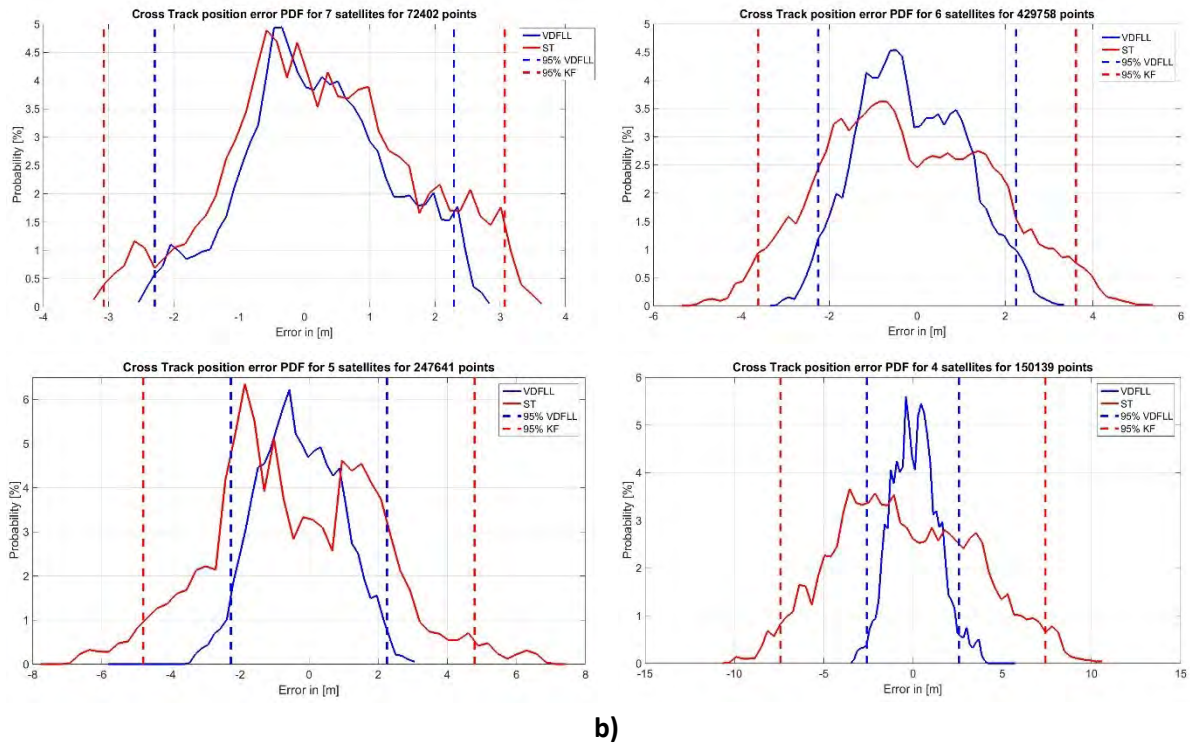 Cross Track position error PDF for 7 satellites for 72402 points
Probability [%]
5
4.5
4
3.5
3
2.5
2
1.5
1
0.5
0
-4 -3 -2 -1 0 1 2 3 4
Error in [m]
VDFLL
ST
95% VDFLL
95% KF
Cross Track position error PDF for 6 satellites for 429758 points
Probability [%]
5
4.5
4
3.5
3
2.5
2
1.5
1
0.5
0
-6 -4 -2 0 2 4 6
Error in [m]
VDFLL
ST
95% VDFLL
95% KF
Cross Track position error PDF for 5 satellites for 247641 points
Probability [%]
6
5
4
3
2
1
0
-8 -6 -4 -2 0 2 4 6 8
Error in [m]
VDFLL
ST
95% VDFLL
95% KF
Cross Track position error PDF for 4 satellites for 150139 points
Probability [%]
6
5
4
3
2
1
0
-15 -10 -5 0 5 10 15
Error in [m]
VDFLL
ST
95% VDFLL
95% KF
b)